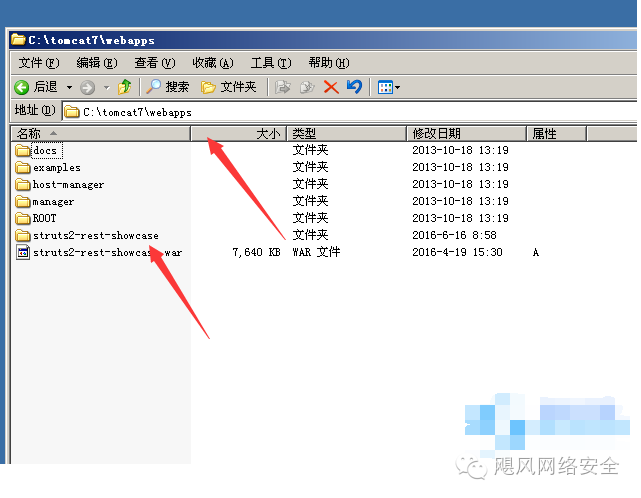 C:\tomcat7\webapps
文件(F) 编辑(E) 查看(V) 收藏(A) 工具(T) 帮助(H)
后退 搜索 文件夹
地址(D) C:\tomcat7\webapps
名称 大小 类型 修改日期 属性
docs 文件夹 2013-10-18 13:19
examples 文件夹 2013-10-18 13:19
host-manager 文件夹 2013-10-18 13:19
manager 文件夹 2013-10-18 13:19
ROOT 文件夹 2013-10-18 13:19
struts2-rest-showcase 文件夹 2016-6-16 8:58
struts2-rest-showcase.war 7,640 KB WAR 文件 2016-4-19 15:30 A
飓风网络安全